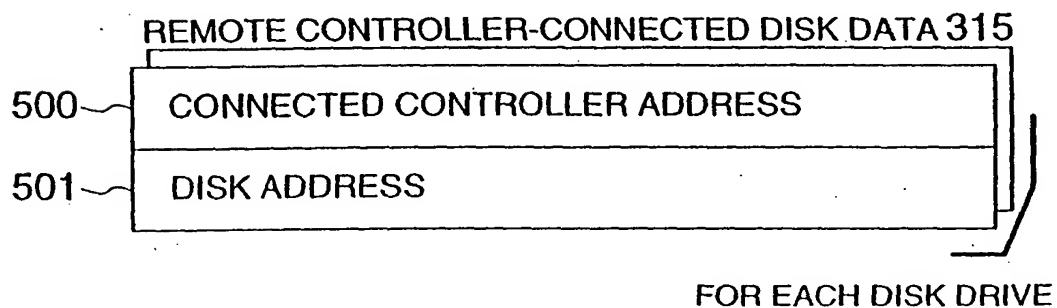 REMOTE CONTROLLER-CONNECTED DISK DATA 315
500 CONNECTED CONTROLLER ADDRESS
501 DISK ADDRESS
FOR EACH DISK DRIVE